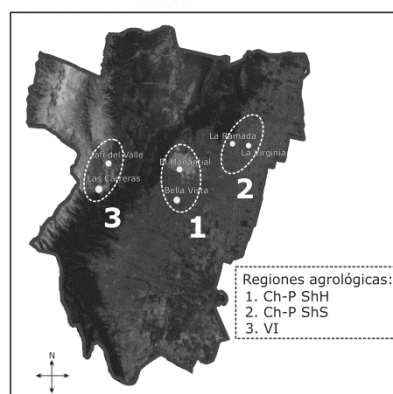 La Ramada
La Virginia
Tafí del Valle
El Manantial
Las Carreras
Bella Vista
2
1
3
Regiones agrológicas:
1. Ch-P ShH
2. Ch-P ShS
3. VI
N